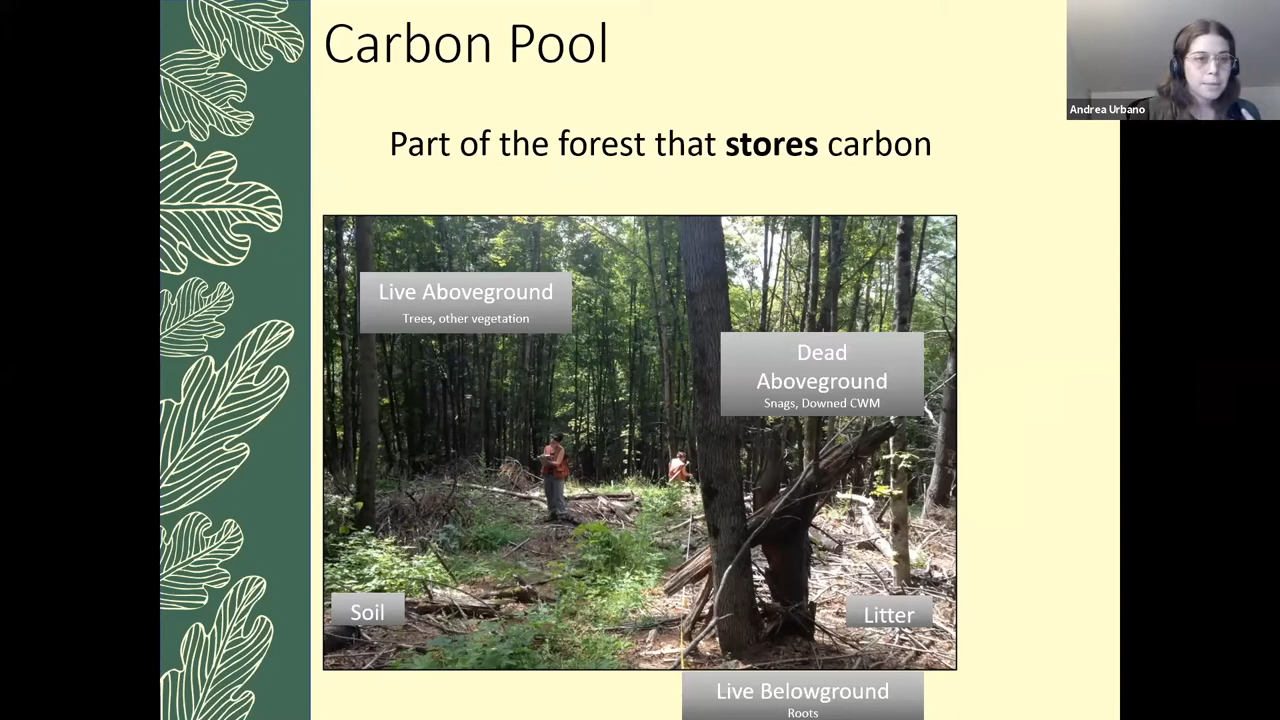 Carbon Pool
Andrea Urbano
Part of the forest that stores carbon
Live Aboveground
Trees, other vegetation
Dead
Aboveground
Snags, Downed CWM
Soil
Litter
Live Belowground
Roots